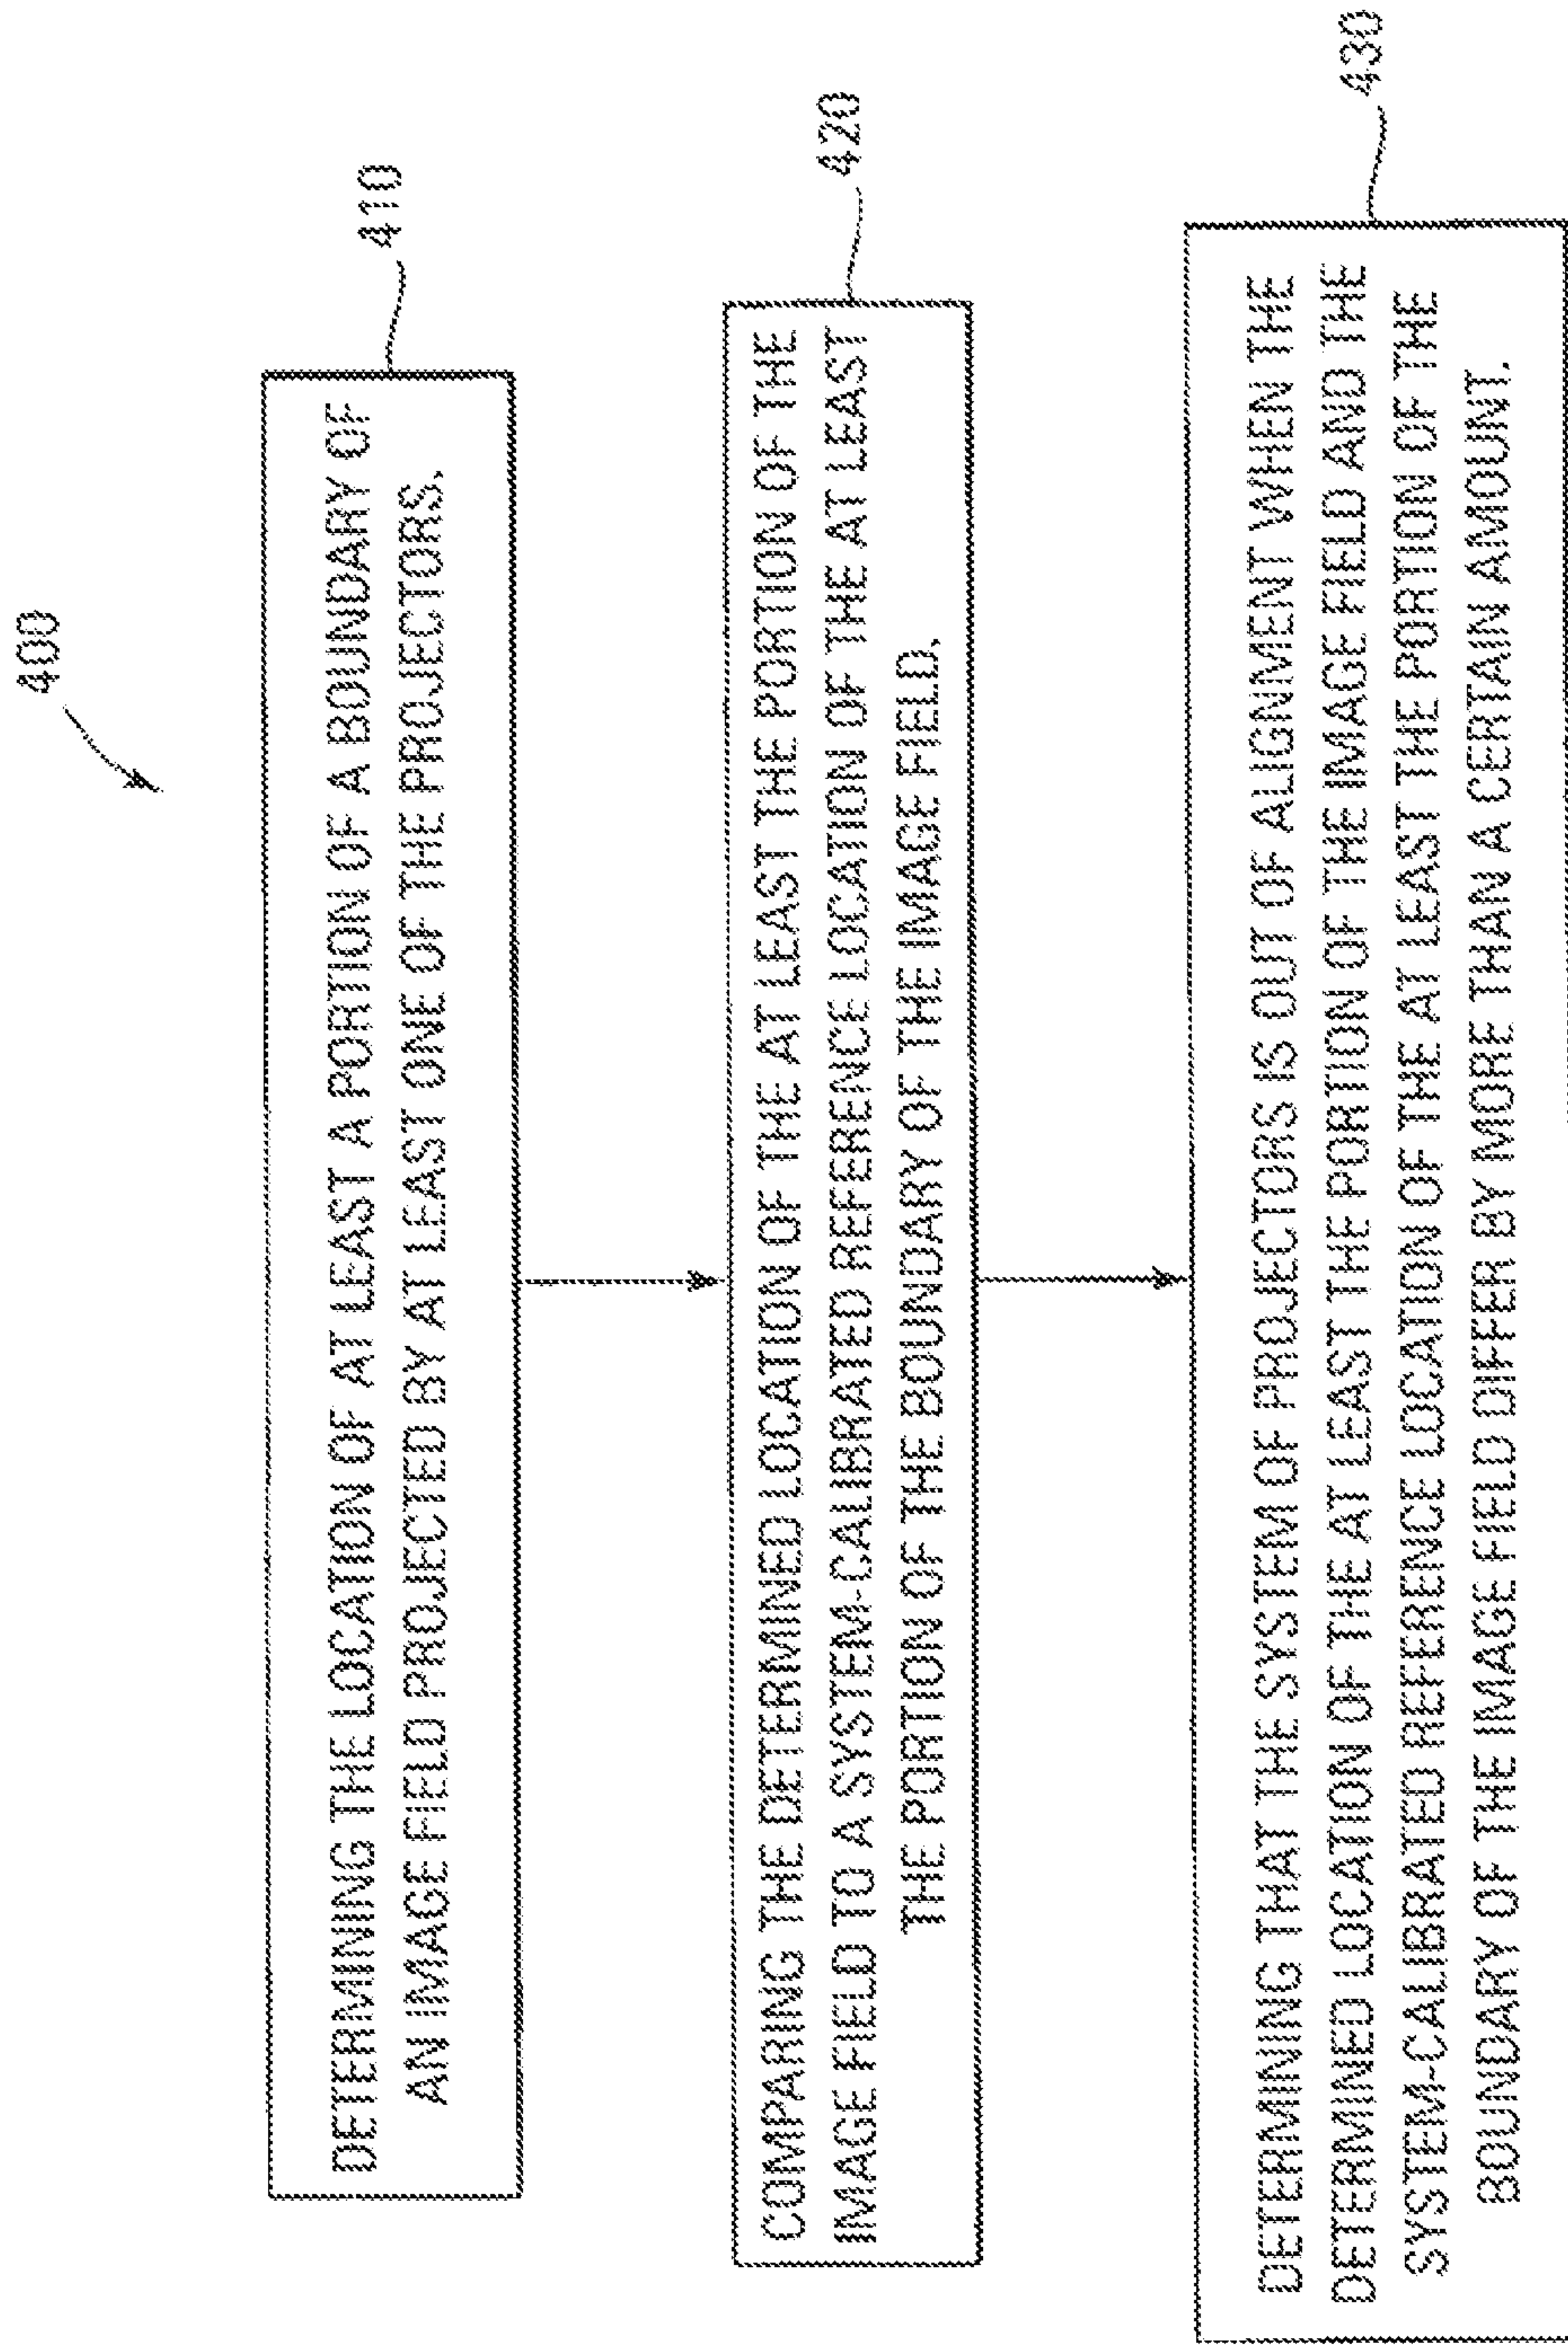 400
410
DETERMINING THE LOCATION OF AT LEAST A PORTION OF A BOUNDARY OF
AN IMAGE FIELD PROJECTED BY AT LEAST ONE OF THE PROJECTORS.
420
COMPARING THE DETERMINED LOCATION OF THE AT LEAST THE PORTION OF THE
IMAGE FIELD TO A SYSTEM-CALIBRATED REFERENCE LOCATION OF THE AT LEAST
THE PORTION OF THE BOUNDARY OF THE IMAGE FIELD.
430
DETERMINING THAT THE SYSTEM OF PROJECTORS IS OUT OF ALIGNMENT WHEN THE
DETERMINED LOCATION OF THE AT LEAST THE PORTION OF THE IMAGE FIELD AND THE
SYSTEM-CALIBRATED REFERENCE LOCATION OF THE AT LEAST THE PORTION OF THE
BOUNDARY OF THE IMAGE FIELD DIFFER BY MORE THAN A CERTAIN AMOUNT.